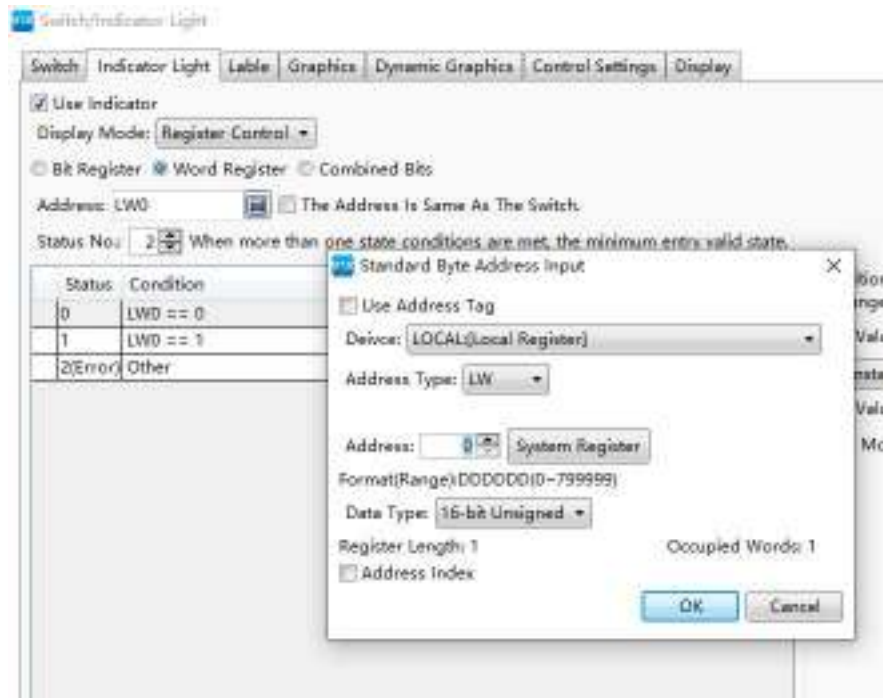 Switch/Indicator Light
Switch Indicator Light Lable Graphics Dynamic Graphics Control Settings Display
Use Indicator
Display Mode: Register Control
Bit Register Word Register Combined Bits
Address: LW0 The Address Is Same As The Switch.
Status No.: 2 When more than one state conditions are met, the minimum entry valid state.
Status Condition
0 LW0 == 0
1 LW0 == 1
2(Error) Other
Standard Byte Address Input
Use Address Tag
Deivce: LOCAL:[Local Register]
Address Type: LW
Address: 0 System Register
Format(Range):DDDDDD(0~799999)
Data Type: 16-bit Unsigned
Register Length: 1 Occupied Words: 1
Address Index
OK Cancel